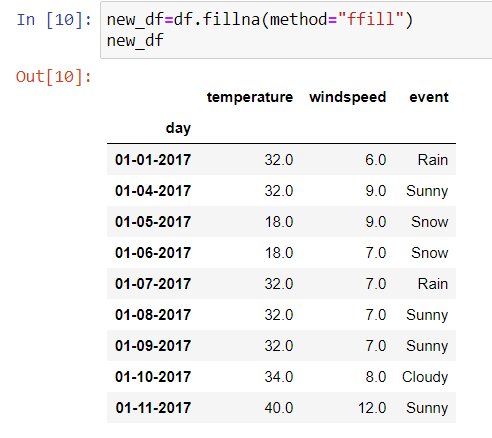 In [10]: new_df=df.fillna(method="ffill")
new_df
Out[10]:
temperature windspeed event
day
01-01-2017 32.0 6.0 Rain
01-04-2017 32.0 9.0 Sunny
01-05-2017 18.0 9.0 Snow
01-06-2017 18.0 7.0 Snow
01-07-2017 32.0 7.0 Rain
01-08-2017 32.0 7.0 Sunny
01-09-2017 32.0 7.0 Sunny
01-10-2017 34.0 8.0 Cloudy
01-11-2017 40.0 12.0 Sunny